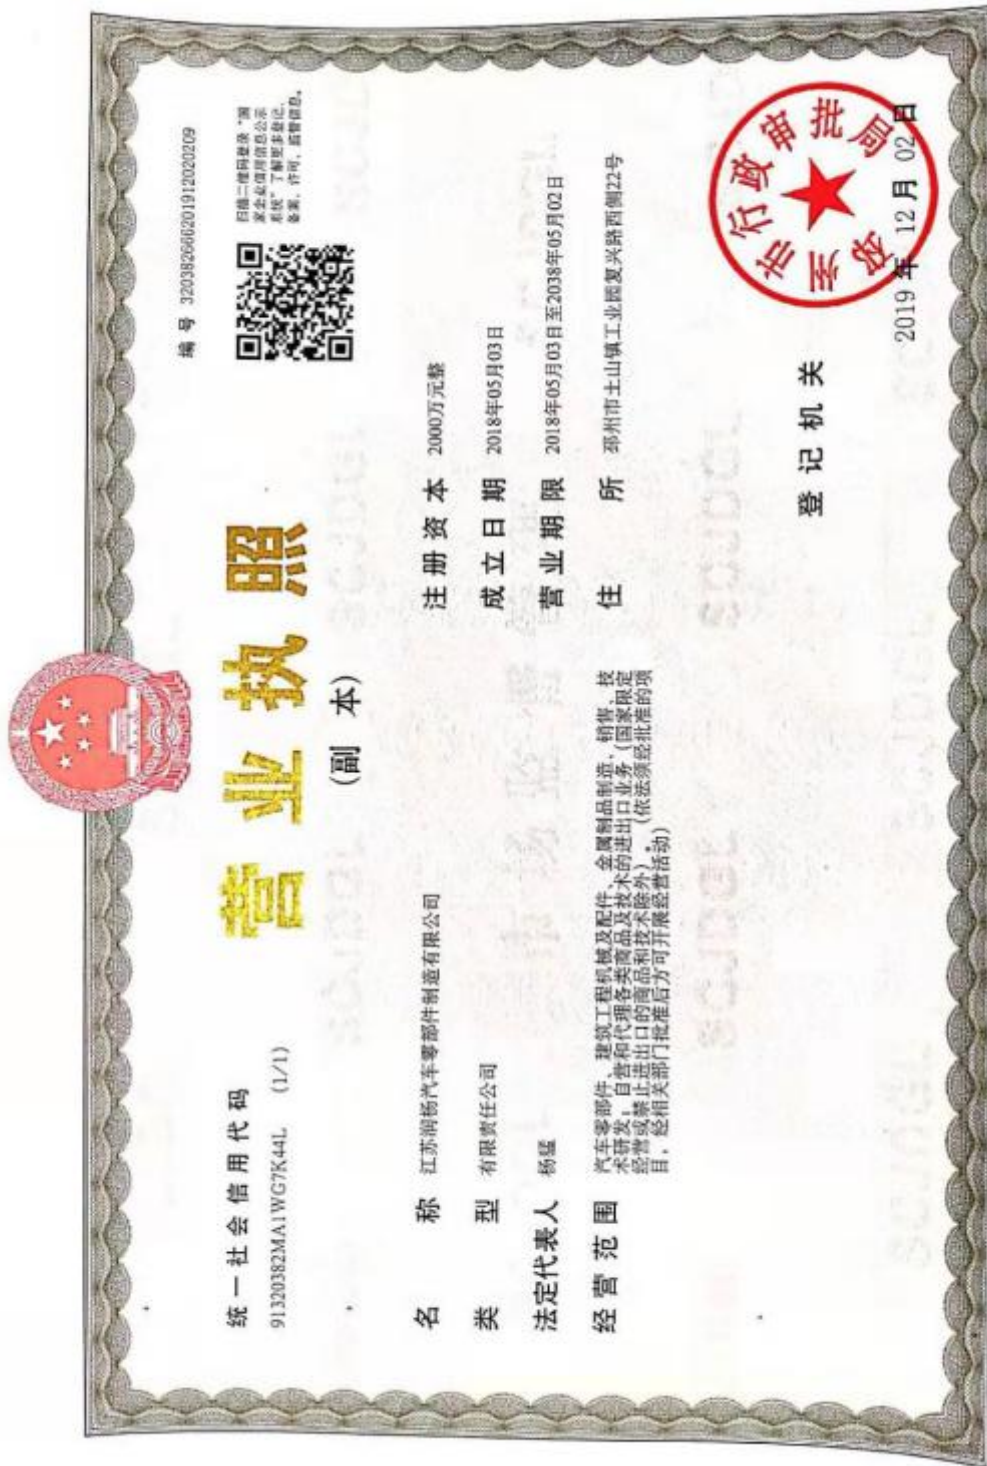 编 号 320382666201912020209
统 一 社 会 信 用 代 码
91320382MA1WG7K44L (1/1)
营 业 执 照
(副 本)
扫描二维码登录“国
家企业信用信息公示
系统”了解更多登记、
备案、许可、监管信息。
名 称 江苏润杨汽车零部件制造有限公司
类 型 有限责任公司
法定代表人 杨猛
经 营 范 围 汽车零部件、建筑工程机械及配件、金属制品制造、销售、技
术研发；自营和代理各类商品及技术的进出口业务（国家限定
经营或禁止进出口的商品和技术除外）。（依法须经批准的项
目，经相关部门批准后方可开展经营活动）
注 册 资 本 2000万元整
成 立 日 期 2018年05月03日
营 业 期 限 2018年05月03日至2038年05月02日
住 所 邳州市土山镇工业园复兴路西侧22号
登 记 机 关
邳州市行政审批局
2019 年 12 月 02 日